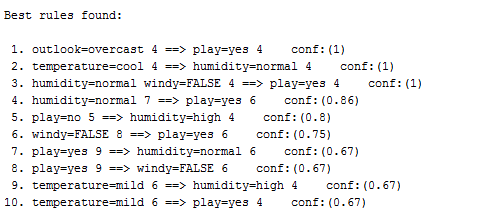 Best rules found:
1. outlook=overcast 4 ==> play=yes 4 conf:(1)
2. temperature=cool 4 ==> humidity=normal 4 conf:(1)
3. humidity=normal windy=FALSE 4 ==> play=yes 4 conf:(1)
4. humidity=normal 7 ==> play=yes 6 conf:(0.86)
5. play=no 5 ==> humidity=high 4 conf:(0.8)
6. windy=FALSE 8 ==> play=yes 6 conf:(0.75)
7. play=yes 9 ==> humidity=normal 6 conf:(0.67)
8. play=yes 9 ==> windy=FALSE 6 conf:(0.67)
9. temperature=mild 6 ==> humidity=high 4 conf:(0.67)
10. temperature=mild 6 ==> play=yes 4 conf:(0.67)